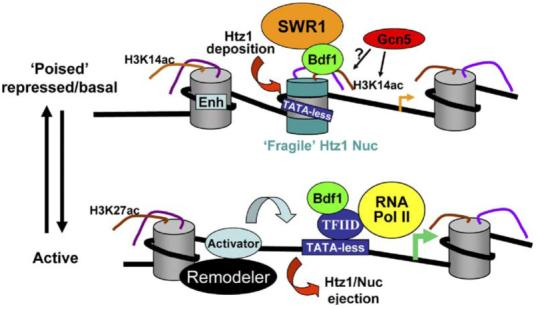 SWR1
Htz1
deposition
Gcn5
?/
H3K14ac
Bdf1
'Poised'
repressed/basal
H3K14ac
Enh
TATA-less
'Fragile' Htz1 Nuc
Bdf1
RNA
Pol II
H3K27ac
TFIID
Activator
Active
TATA-less
Remodeler
Htz1/Nuc
ejection